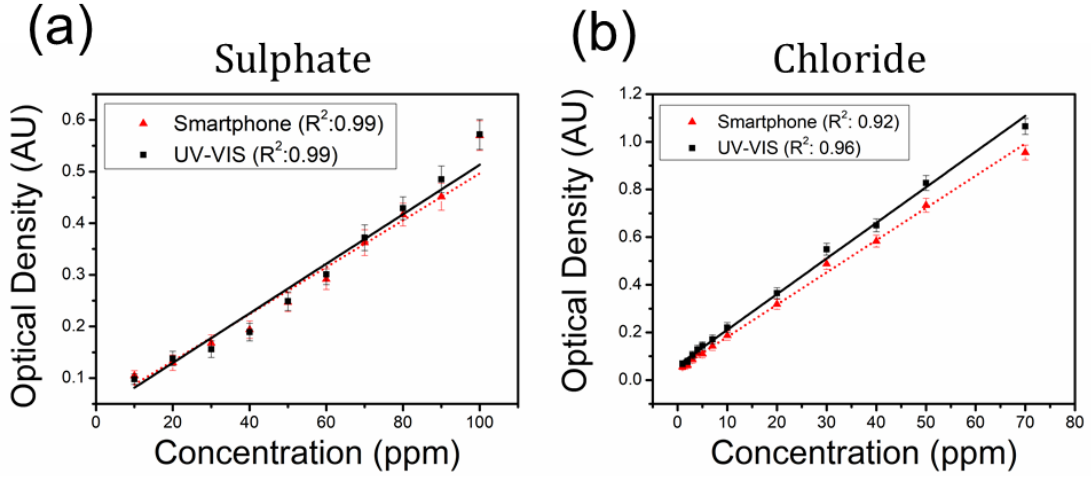 (a)
Sulphate
Optical Density (AU)
0.6
0.5
0.4
0.3
0.2
0.1
Smartphone (R²:0.99)
UV-VIS (R²:0.99)
0 20 40 60 80 100
Concentration (ppm)
(b)
Chloride
Optical Density (AU)
1.2
1.0
0.8
0.6
0.4
0.2
0.0
Smartphone (R²: 0.92)
UV-VIS (R²: 0.96)
0 10 20 30 40 50 60 70 80
Concentration (ppm)